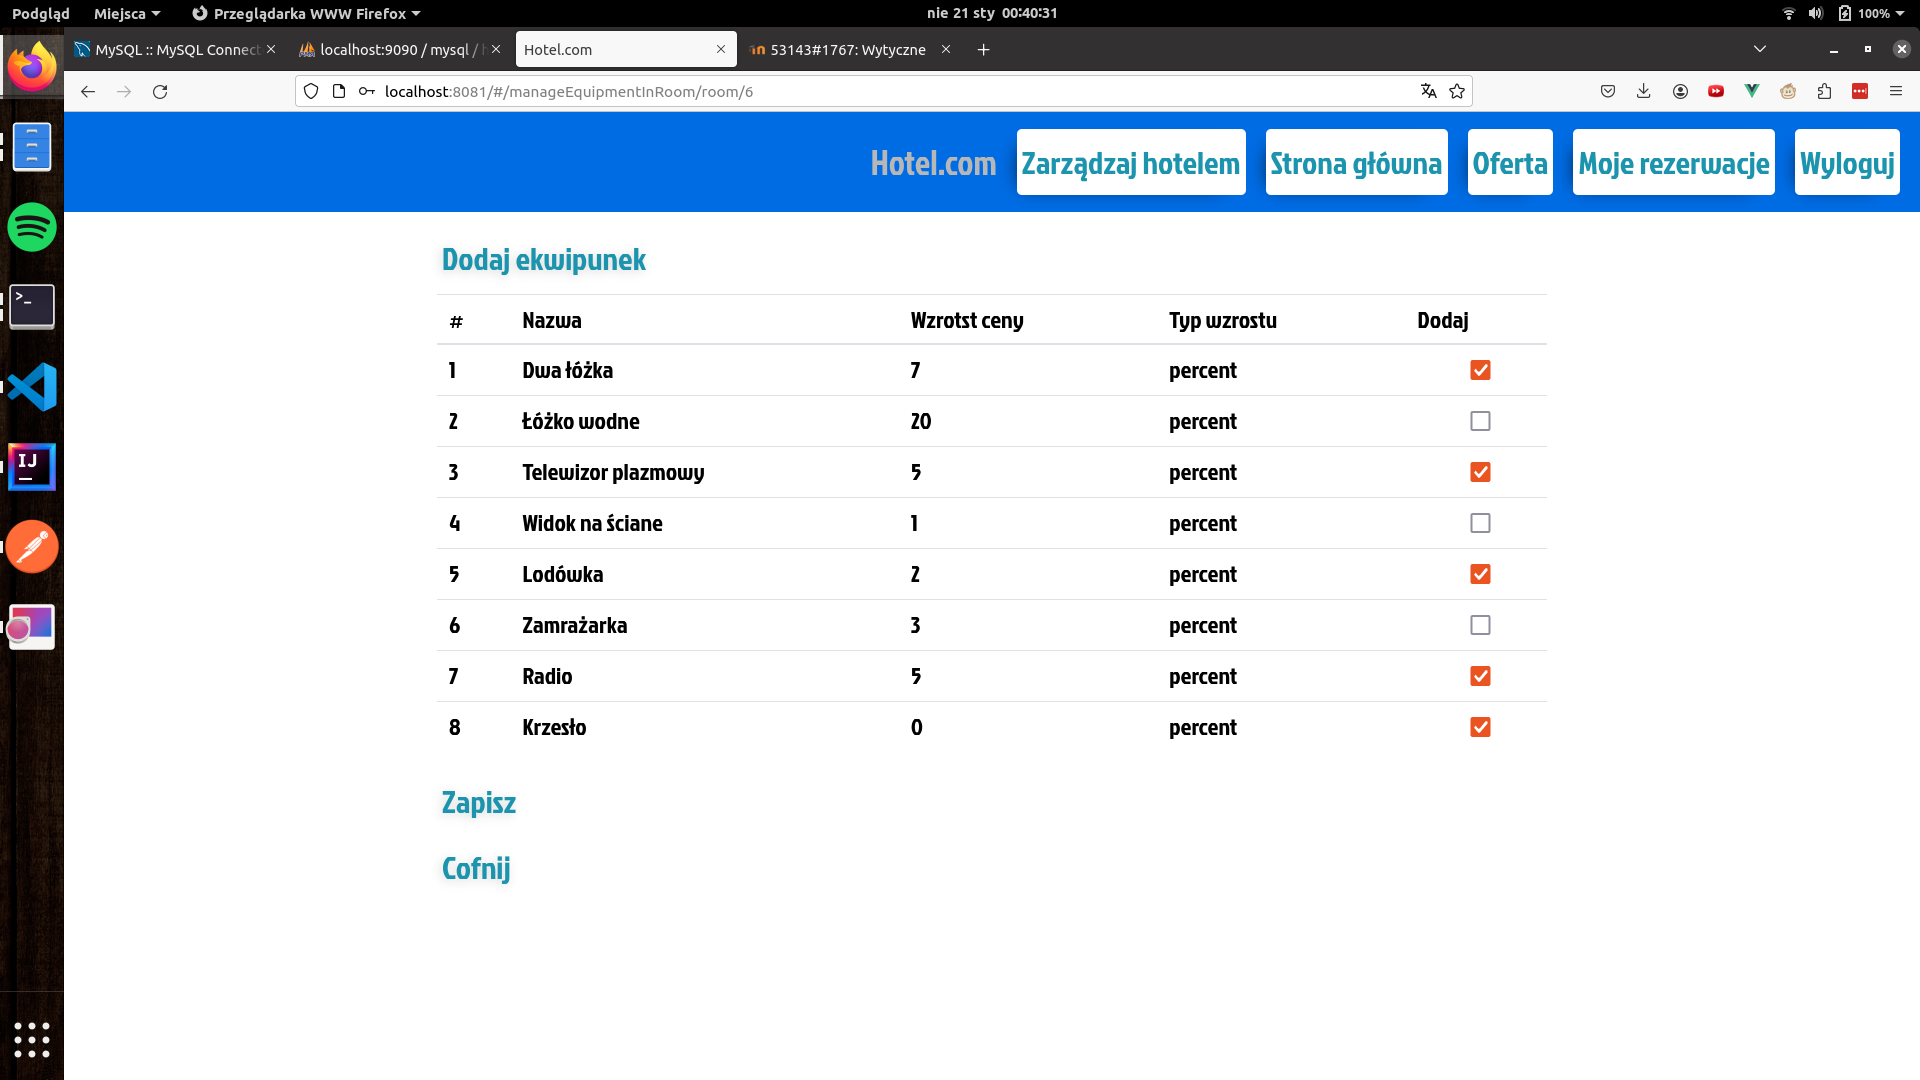 Podgląd Miejsca Przeglądarka WWW Firefox nie 21 sty 00:40:31 100%
MySQL :: MySQL Connect localhost:9090 / mysql / Hotel.com 53143#1767: Wytyczne
localhost:8081/#/manageEquipmentInRoom/room/6
Hotel.com Zarządzaj hotelem Strona główna Oferta Moje rezerwacje Wyloguj
Dodaj ekwipunek
# Nazwa Wzrotst ceny Typ wzrostu Dodaj
1 Dwa łóżka 7 percent
2 Łóżko wodne 20 percent
3 Telewizor plazmowy 5 percent
4 Widok na ściane 1 percent
5 Lodówka 2 percent
6 Zamrażarka 3 percent
7 Radio 5 percent
8 Krzesło 0 percent
Zapisz
Cofnij